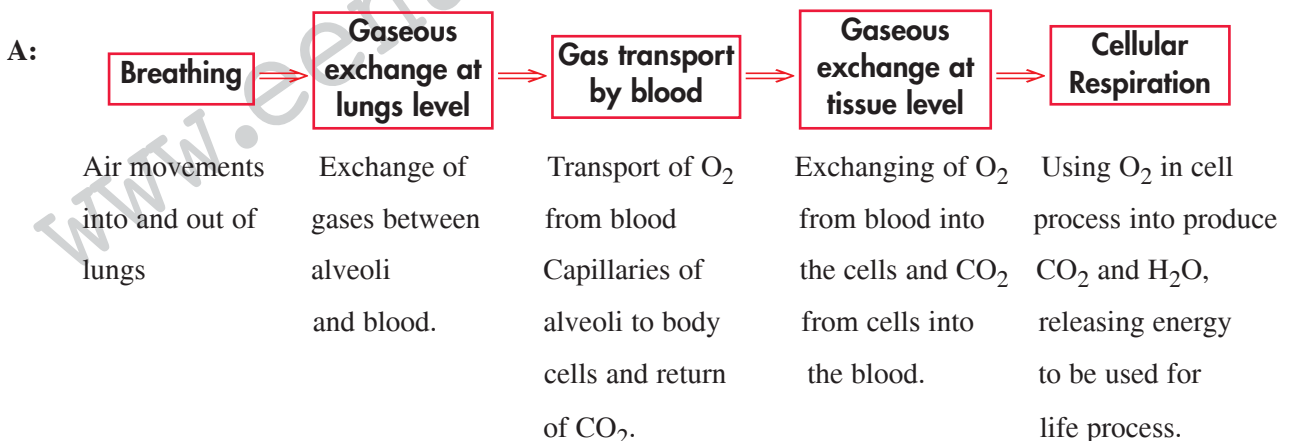 A:
Breathing
Gaseous
exchange at
lungs level
Gas transport
by blood
Gaseous
exchange at
tissue level
Cellular
Respiration
Air movements
into and out of
lungs
Exchange of
gases between
alveoli
and blood.
Transport of O₂
from blood
Capillaries of
alveoli to body
cells and return
of CO₂.
Exchanging of O₂
from blood into
the cells and CO₂
from cells into
the blood.
Using O₂ in cell
process into produce
CO₂ and H₂O,
releasing energy
to be used for
life process.